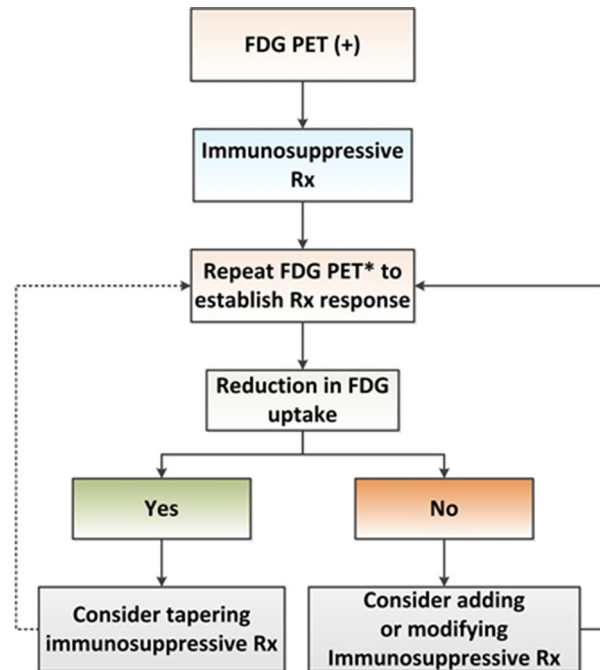 FDG PET (+)
Immunosuppressive
Rx
Repeat FDG PET* to
establish Rx response
Reduction in FDG
uptake
Yes
No
Consider tapering
immunosuppressive Rx
Consider adding
or modifying
Immunosuppressive Rx